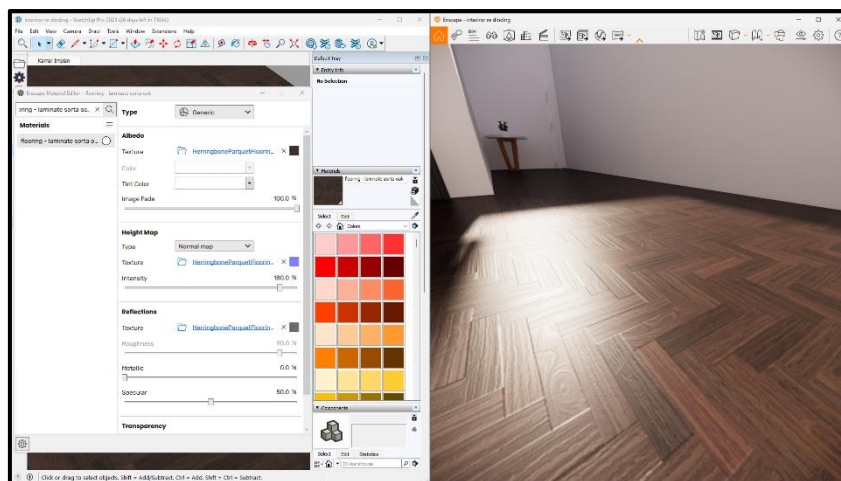 interior re dinding - SketchUp Pro 2023 (26 days left in TRIAL)
File Edit View Camera Draw Tools Window Extensions Help
Kamar Impian
Enscape Material Editor - flooring - laminate sorta oak
Materials
flooring - laminate sorta o...
Type
Generic
Albedo
Texture HerringboneParquetFloorin...
Color
Tint Color
Image Fade 100.0 %
Height Map
Type Normal map
Texture HerringboneParquetFloorin...
Intensity 180.0 %
Reflections
Texture HerringboneParquetFloorin...
Roughness 90.0 %
Metallic 0.0 %
Specular 50.0 %
Transparency
Click or drag to select objects. Shift = Add/Subtract. Ctrl = Add. Shift + Ctrl = Subtract.
Default Tray
Entity Info
No Selection
Materials
flooring - laminate sorta oak
Select Edit
Colors
Components
Select Edit Statistics
3D Warehouse
Enscape - interior re dinding